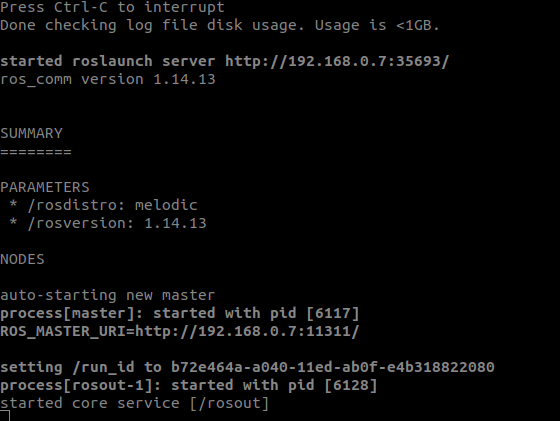 Press Ctrl-C to interrupt
Done checking log file disk usage. Usage is <1GB.
started roslaunch server http://192.168.0.7:35693/
ros_comm version 1.14.13
SUMMARY
========
PARAMETERS
* /rosdistro: melodic
* /rosversion: 1.14.13
NODES
auto-starting new master
process[master]: started with pid [6117]
ROS_MASTER_URI=http://192.168.0.7:11311/
setting /run_id to b72e464a-a040-11ed-ab0f-e4b318822080
process[rosout-1]: started with pid [6128]
started core service [/rosout]